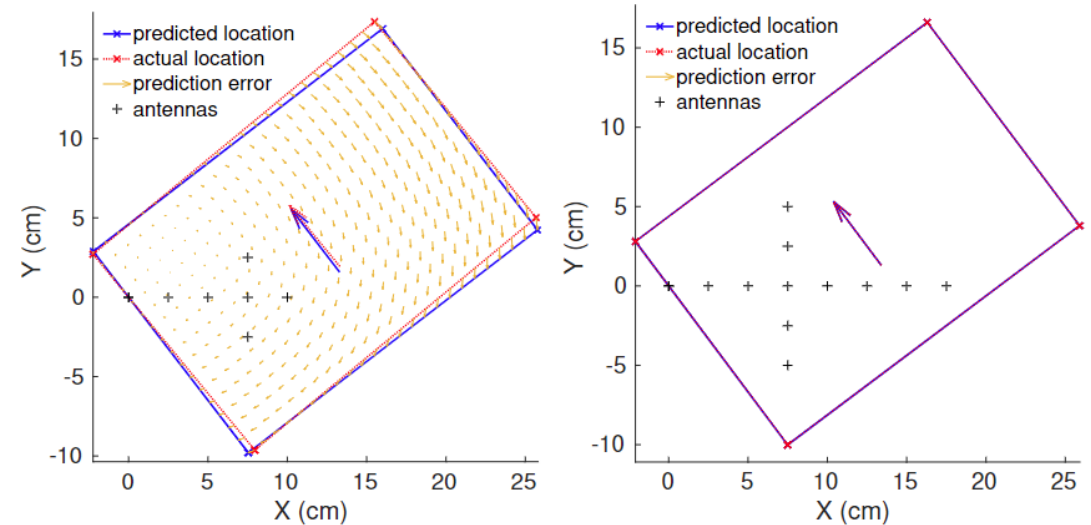 predicted location
actual location
prediction error
antennas
15
10
5
0
-5
-10
Y (cm)
0 5 10 15 20 25
X (cm)
predicted location
actual location
prediction error
antennas
15
10
5
0
-5
-10
Y (cm)
0 5 10 15 20 25
X (cm)